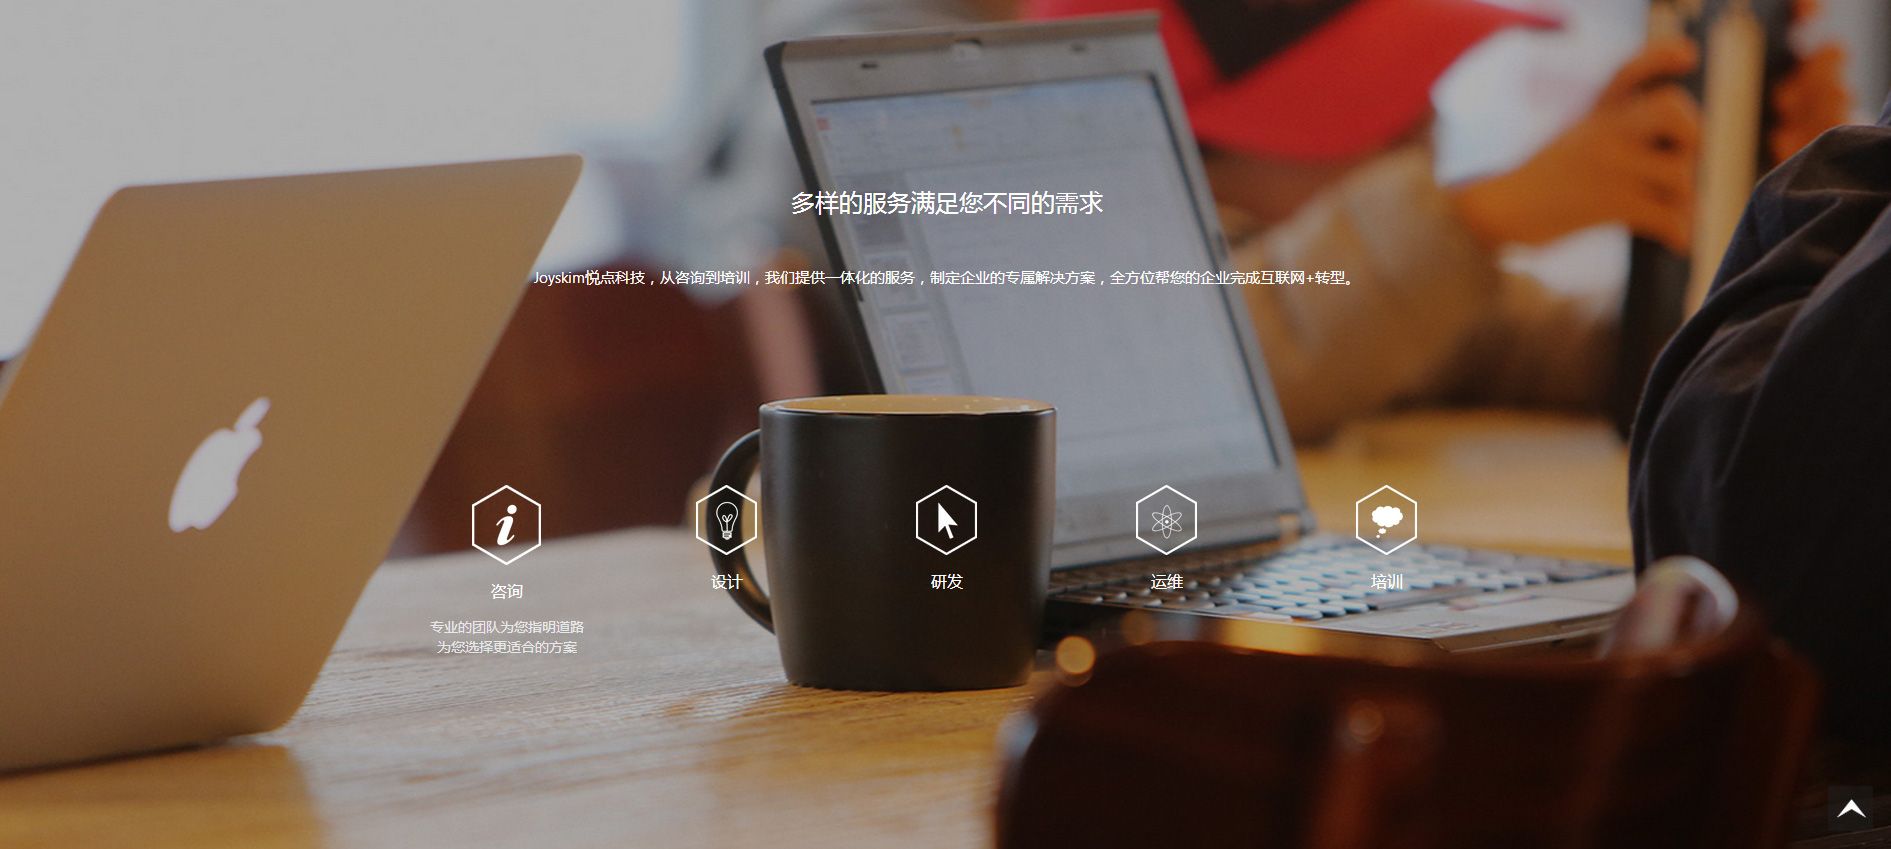 多样的服务满足您不同的需求
Joyskim悦点科技，从咨询到培训，我们提供一体化的服务，制定企业的专属解决方案，全方位帮您的企业完成互联网+转型。
咨询
设计
研发
运维
培训
专业的团队为您指明道路
为您选择更适合的方案